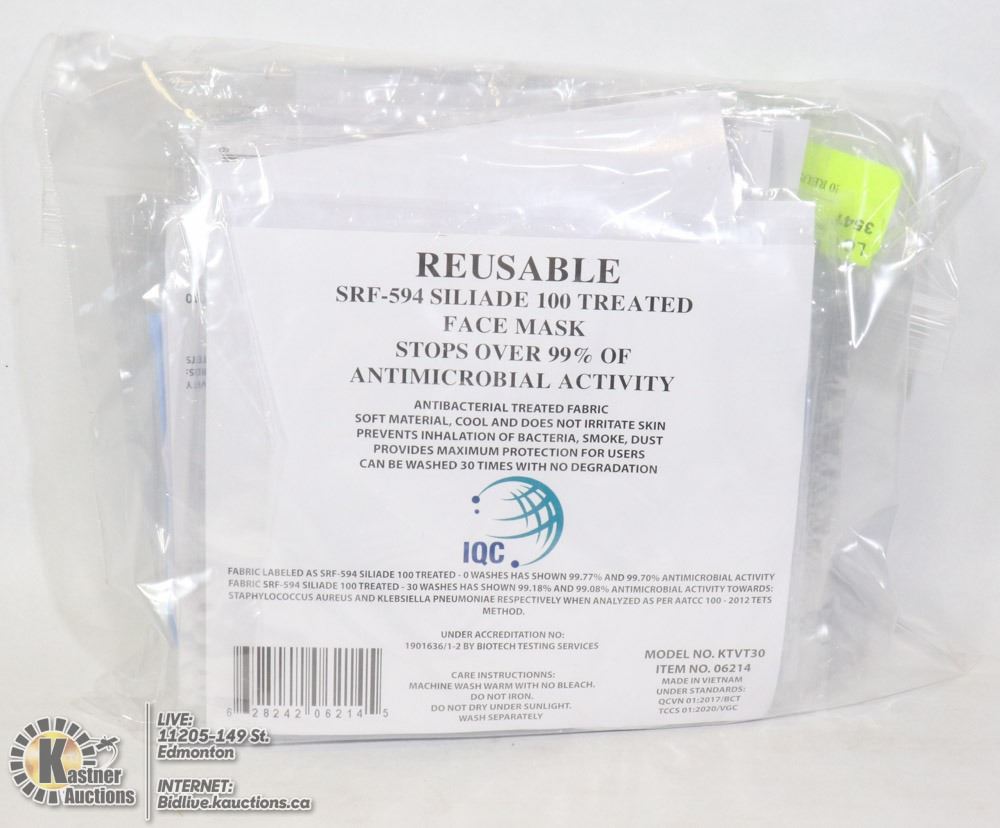 REUSABLE
SRF-594 SILIADE 100 TREATED
FACE MASK
STOPS OVER 99% OF
ANTIMICROBIAL ACTIVITY
ANTIBACTERIAL TREATED FABRIC
SOFT MATERIAL, COOL AND DOES NOT IRRITATE SKIN
PREVENTS INHALATION OF BACTERIA, SMOKE, DUST
PROVIDES MAXIMUM PROTECTION FOR USERS
CAN BE WASHED 30 TIMES WITH NO DEGRADATION
IQC
FABRIC LABELED AS SRF-594 SILIADE 100 TREATED - 0 WASHES HAS SHOWN 99.77% AND 99.70% ANTIMICROBIAL ACTIVITY
FABRIC SRF-594 SILIADE 100 TREATED - 30 WASHES HAS SHOWN 99.18% AND 99.08% ANTIMICROBIAL ACTIVITY TOWARDS:
STAPHYLOCOCCUS AUREUS AND KLEBSIELLA PNEUMONIAE RESPECTIVELY WHEN ANALYZED AS PER AATCC 100 - 2012 TETS
METHOD.
UNDER ACCREDITATION NO:
1901636/1-2 BY BIOTECH TESTING SERVICES
CARE INSTRUCTIONNS:
MACHINE WASH WARM WITH NO BLEACH.
DO NOT IRON.
DO NOT DRY UNDER SUNLIGHT.
WASH SEPARATELY
MODEL NO. KTVT30
ITEM NO. 06214
MADE IN VIETNAM
UNDER STANDARDS:
QCVN 01:2017/BCT
TCCS 01:2020/VGC
6 28242 06214 5
3541
Kastner
Auctions
LIVE:
11205-149 St.
Edmonton
INTERNET:
Bidlive.kauctions.ca